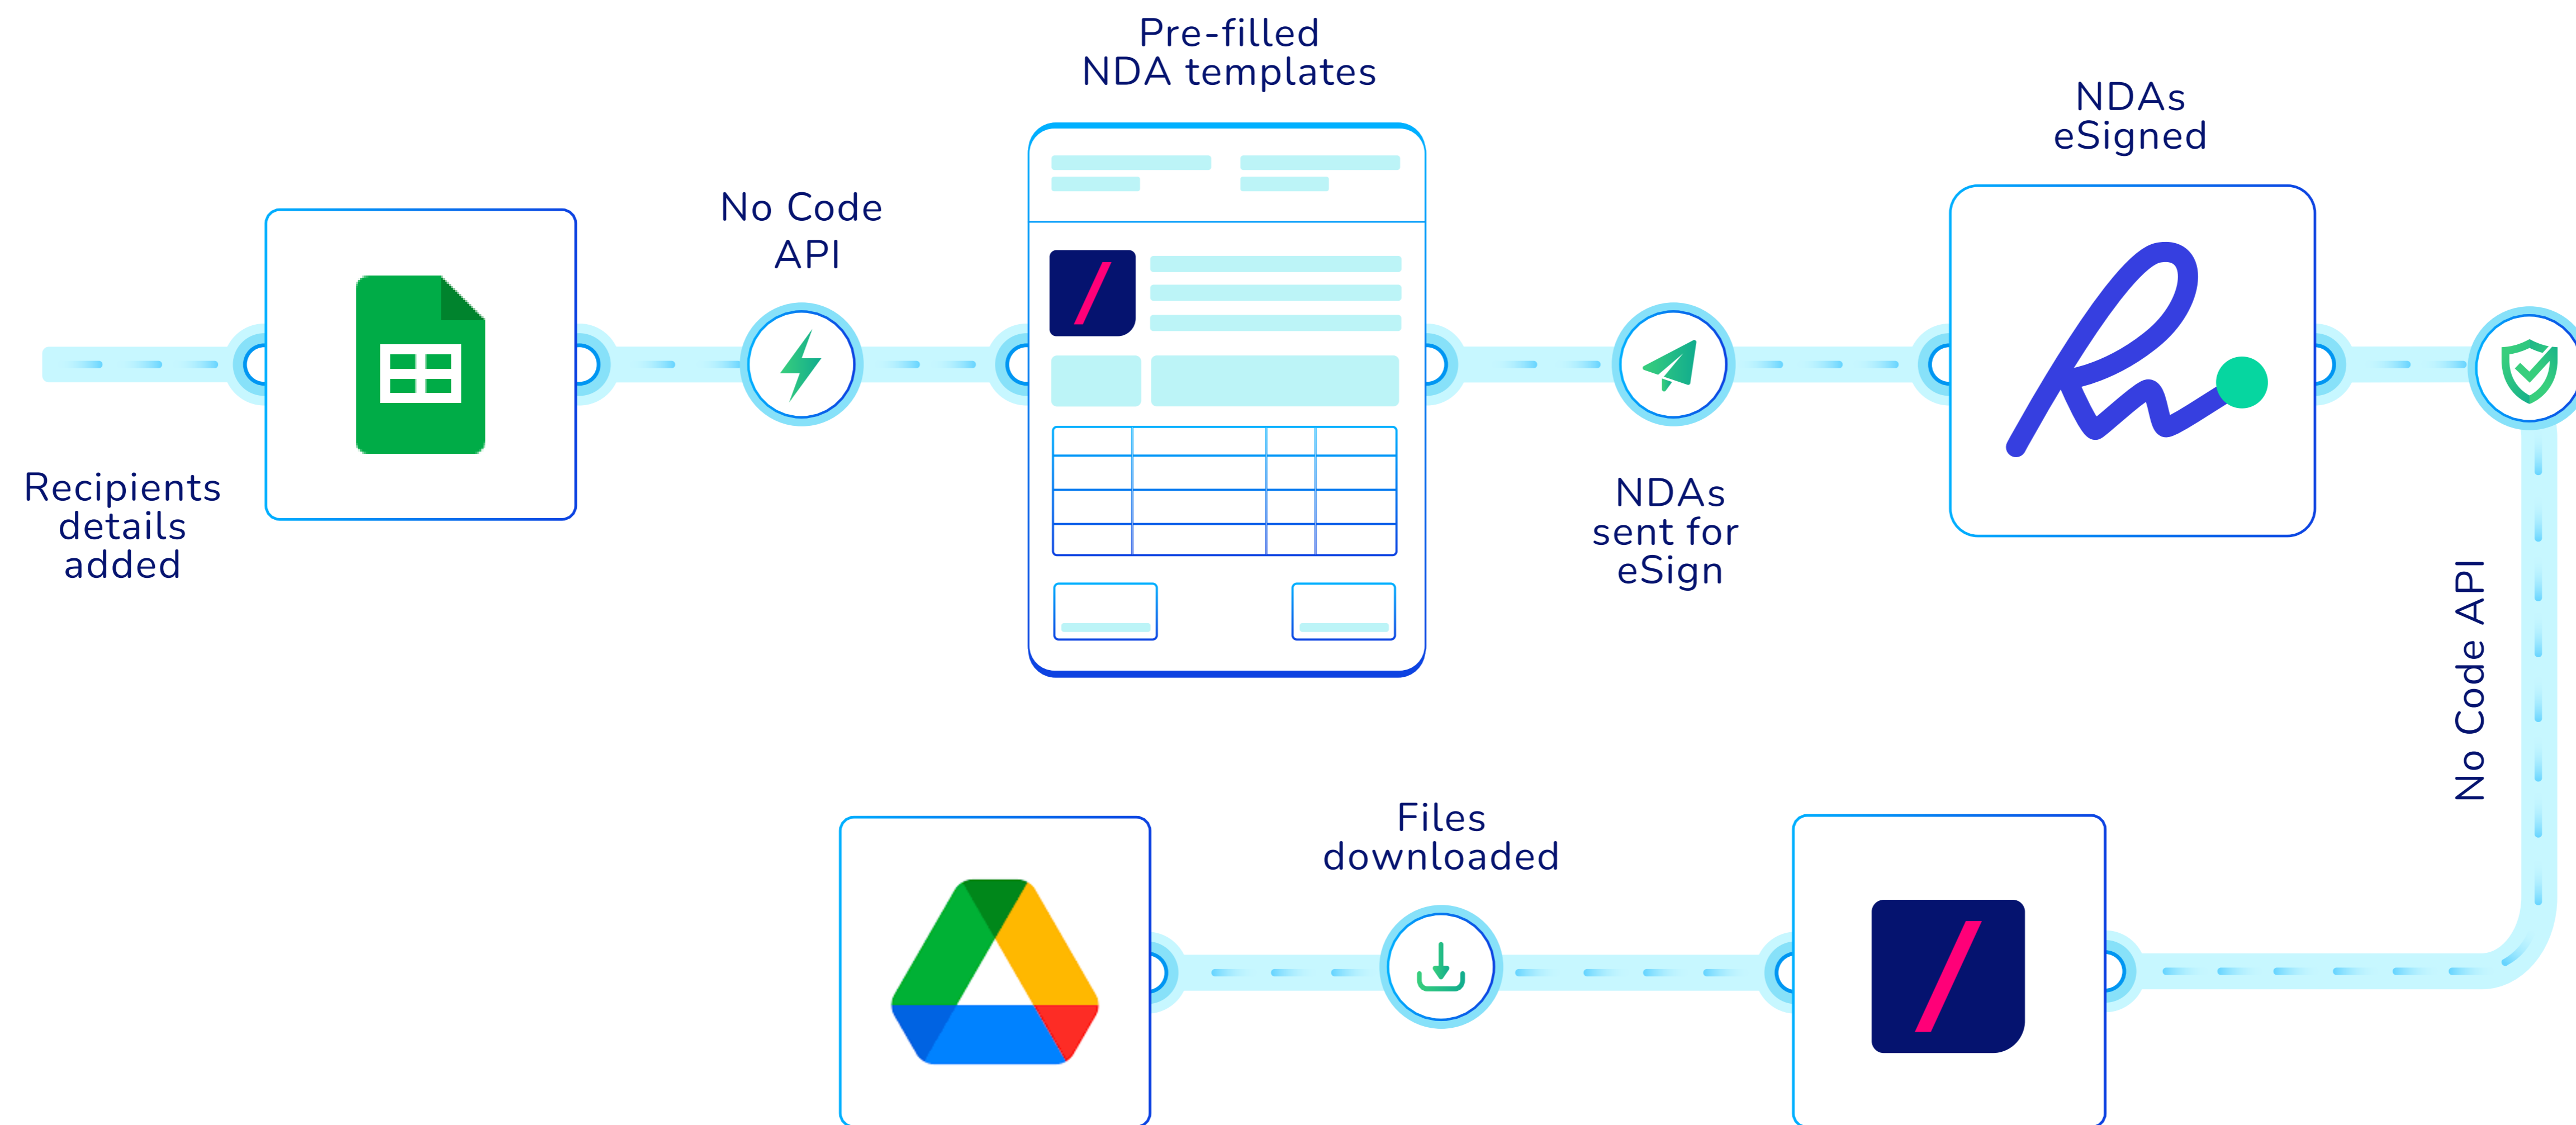 Pre-filled
NDA templates
NDAs
eSigned
No Code
API
Recipients
details
added
NDAs
sent for
eSign
No Code API
Files
downloaded